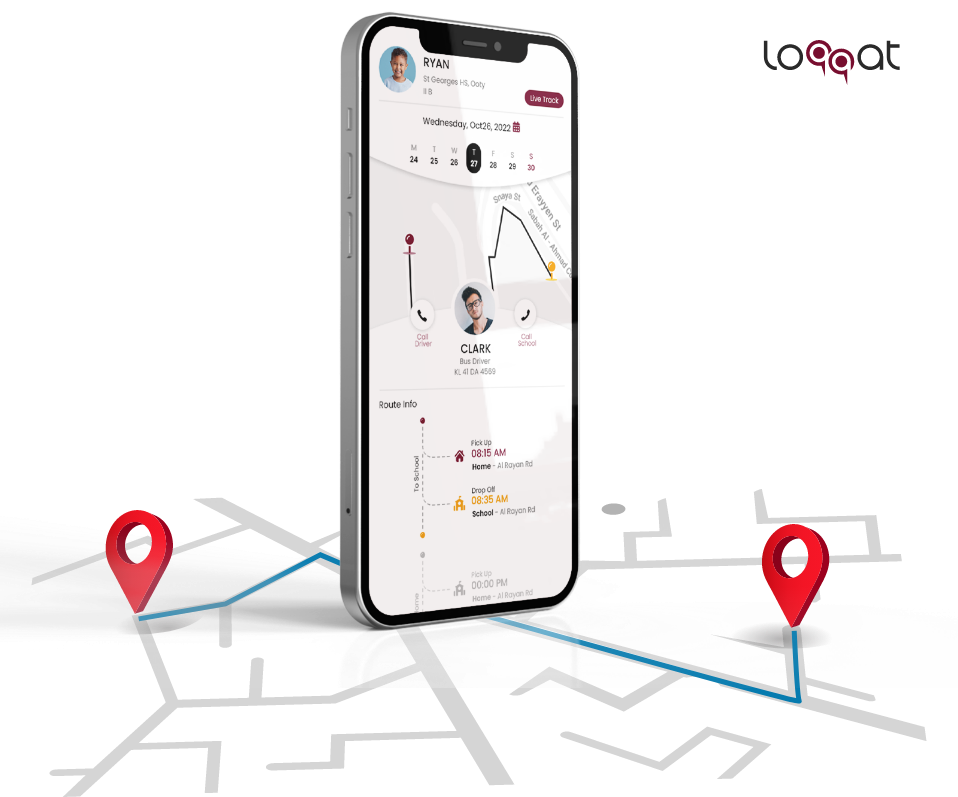 loqqat
RYAN
St Georges HS, Ooty
II B
Live Track
Wednesday, Oct26, 2022
M T W T F S S
24 25 26 27 28 29 30
Snaya St
Erayyen St
Sabah Al - Ahmad
Call Driver
Call School
CLARK
Bus Driver
KL 41 DA 4569
Route Info
To School
Pick Up
08:15 AM
Home - Al Rayan Rd
Drop Off
08:35 AM
School - Al Rayan Rd
Pick Up
00:00 PM
Home - Al Rayan Rd